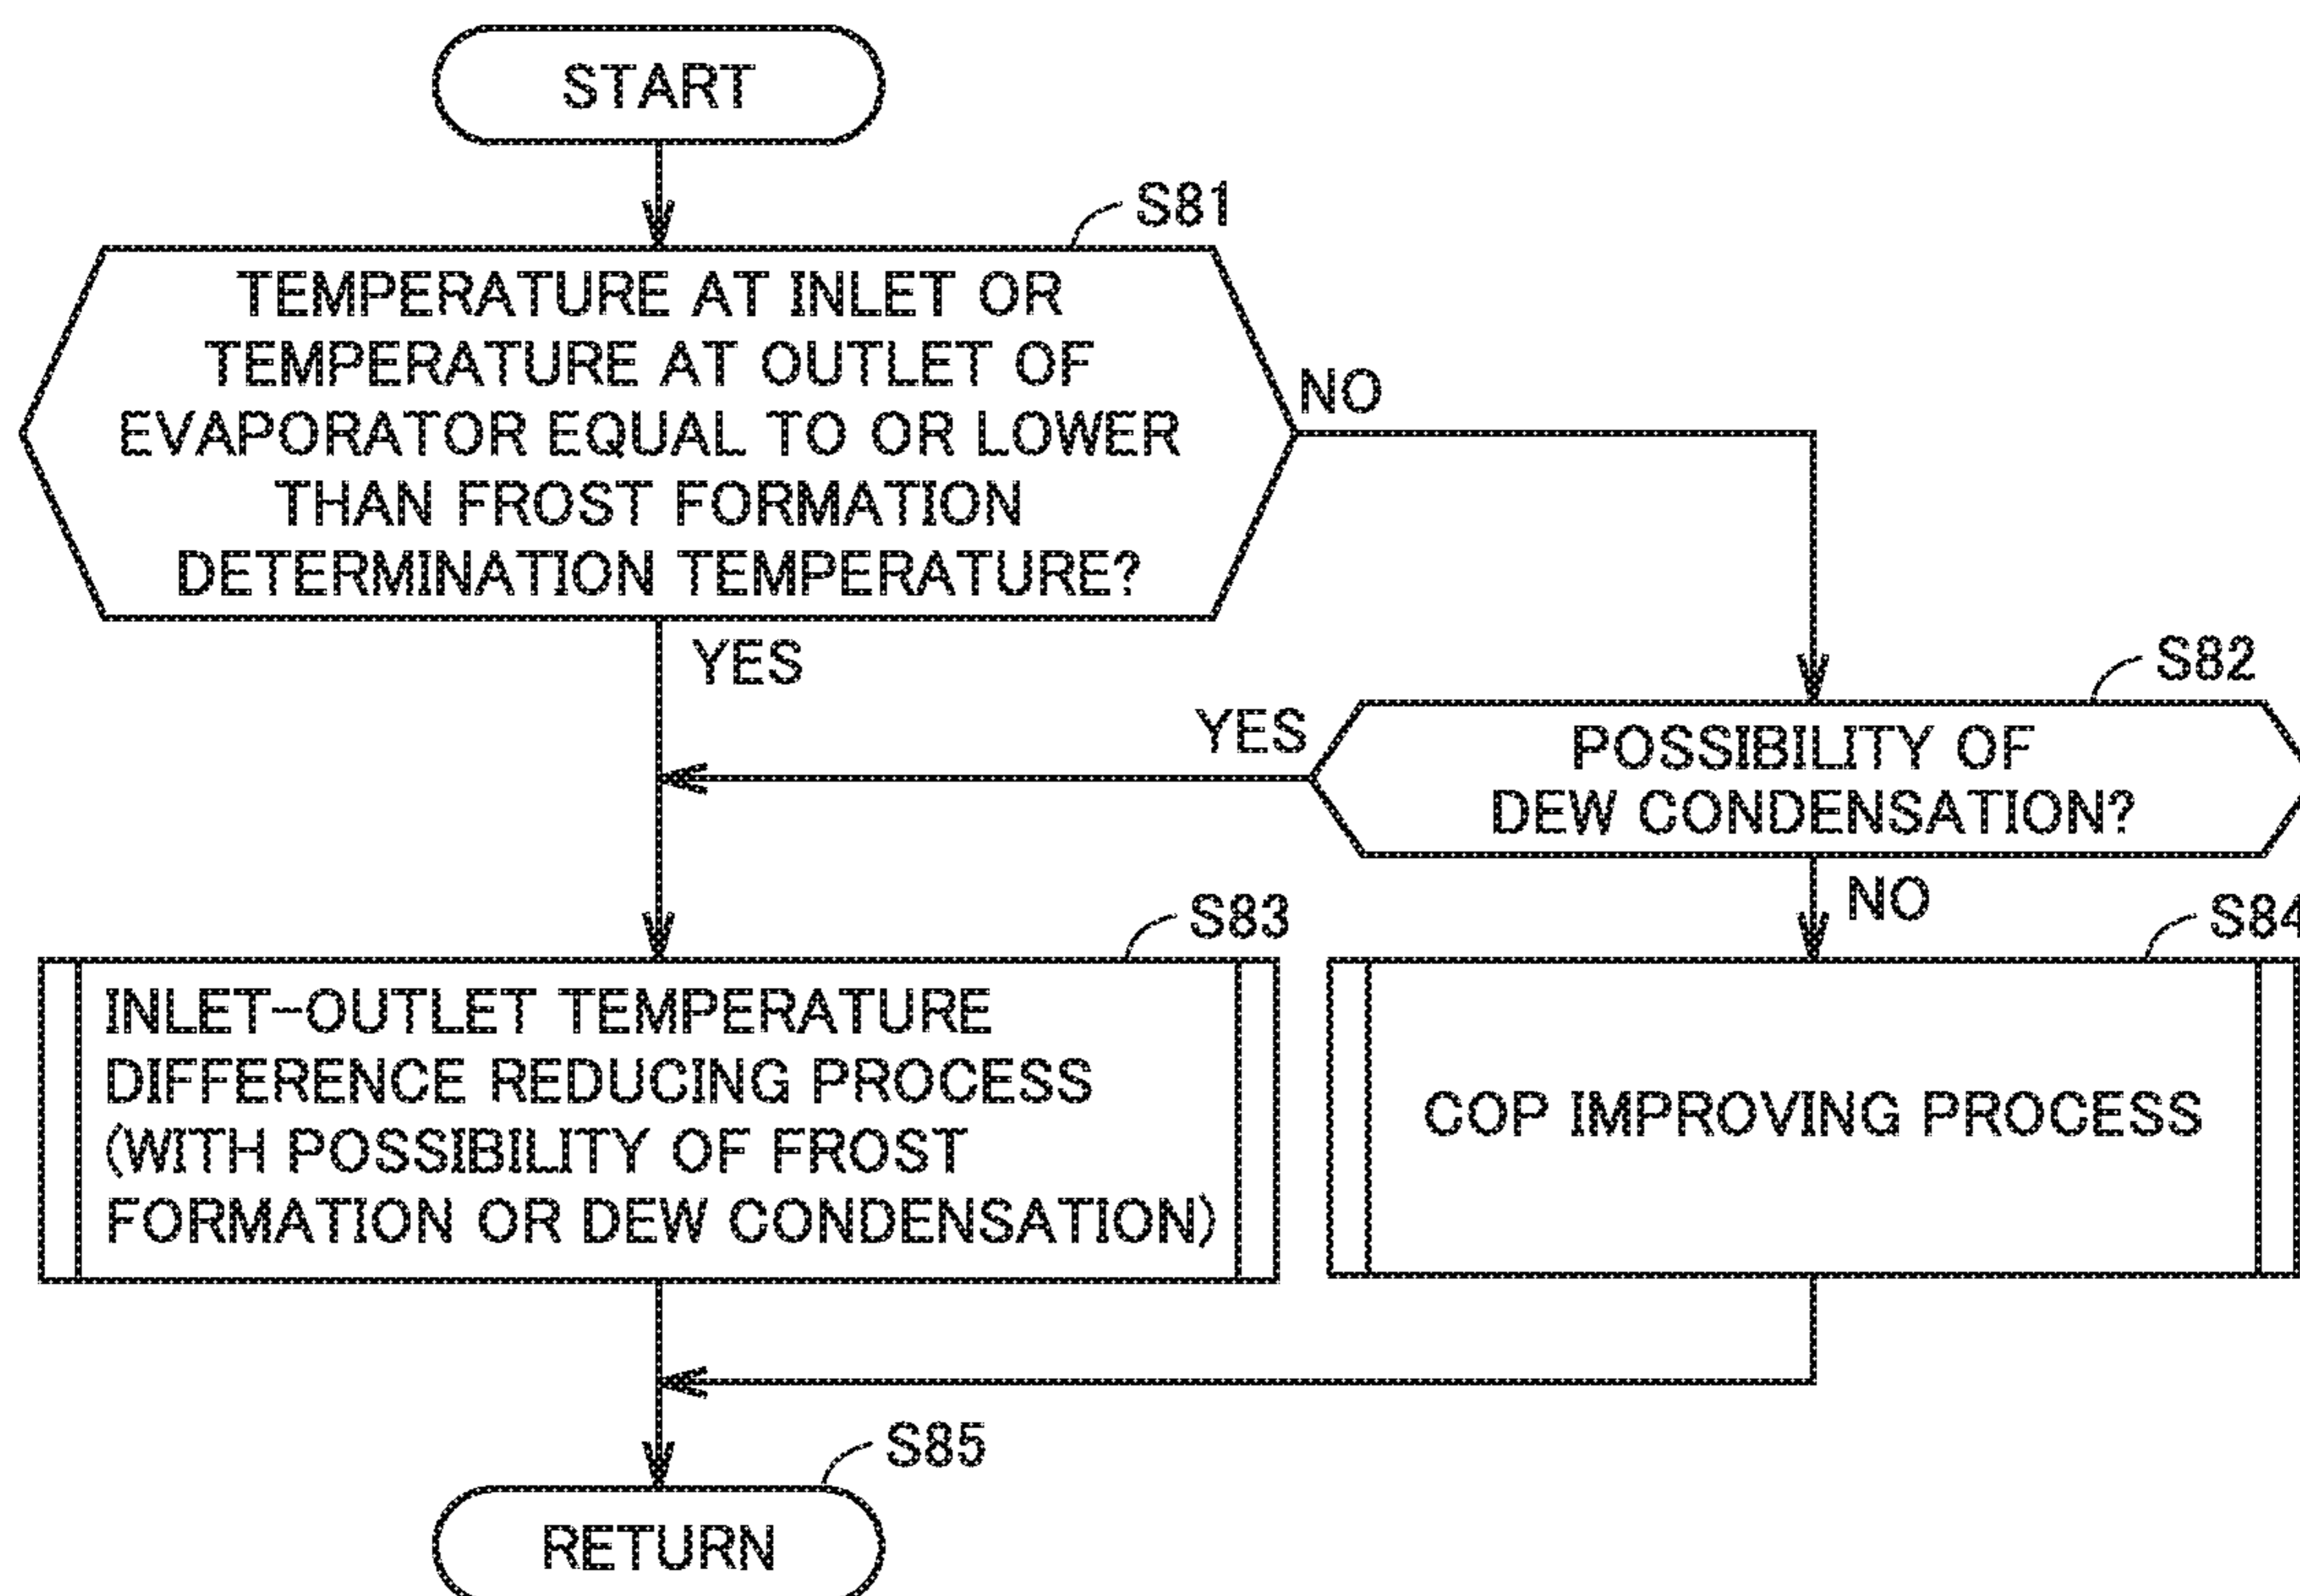 START
S81
TEMPERATURE AT INLET OR
TEMPERATURE AT OUTLET OF
EVAPORATOR EQUAL TO OR LOWER
THAN FROST FORMATION
DETERMINATION TEMPERATURE?
NO
YES
S82
YES
POSSIBILITY OF
DEW CONDENSATION?
NO
S83
INLET-OUTLET TEMPERATURE
DIFFERENCE REDUCING PROCESS
(WITH POSSIBILITY OF FROST
FORMATION OR DEW CONDENSATION)
S84
COP IMPROVING PROCESS
S85
RETURN